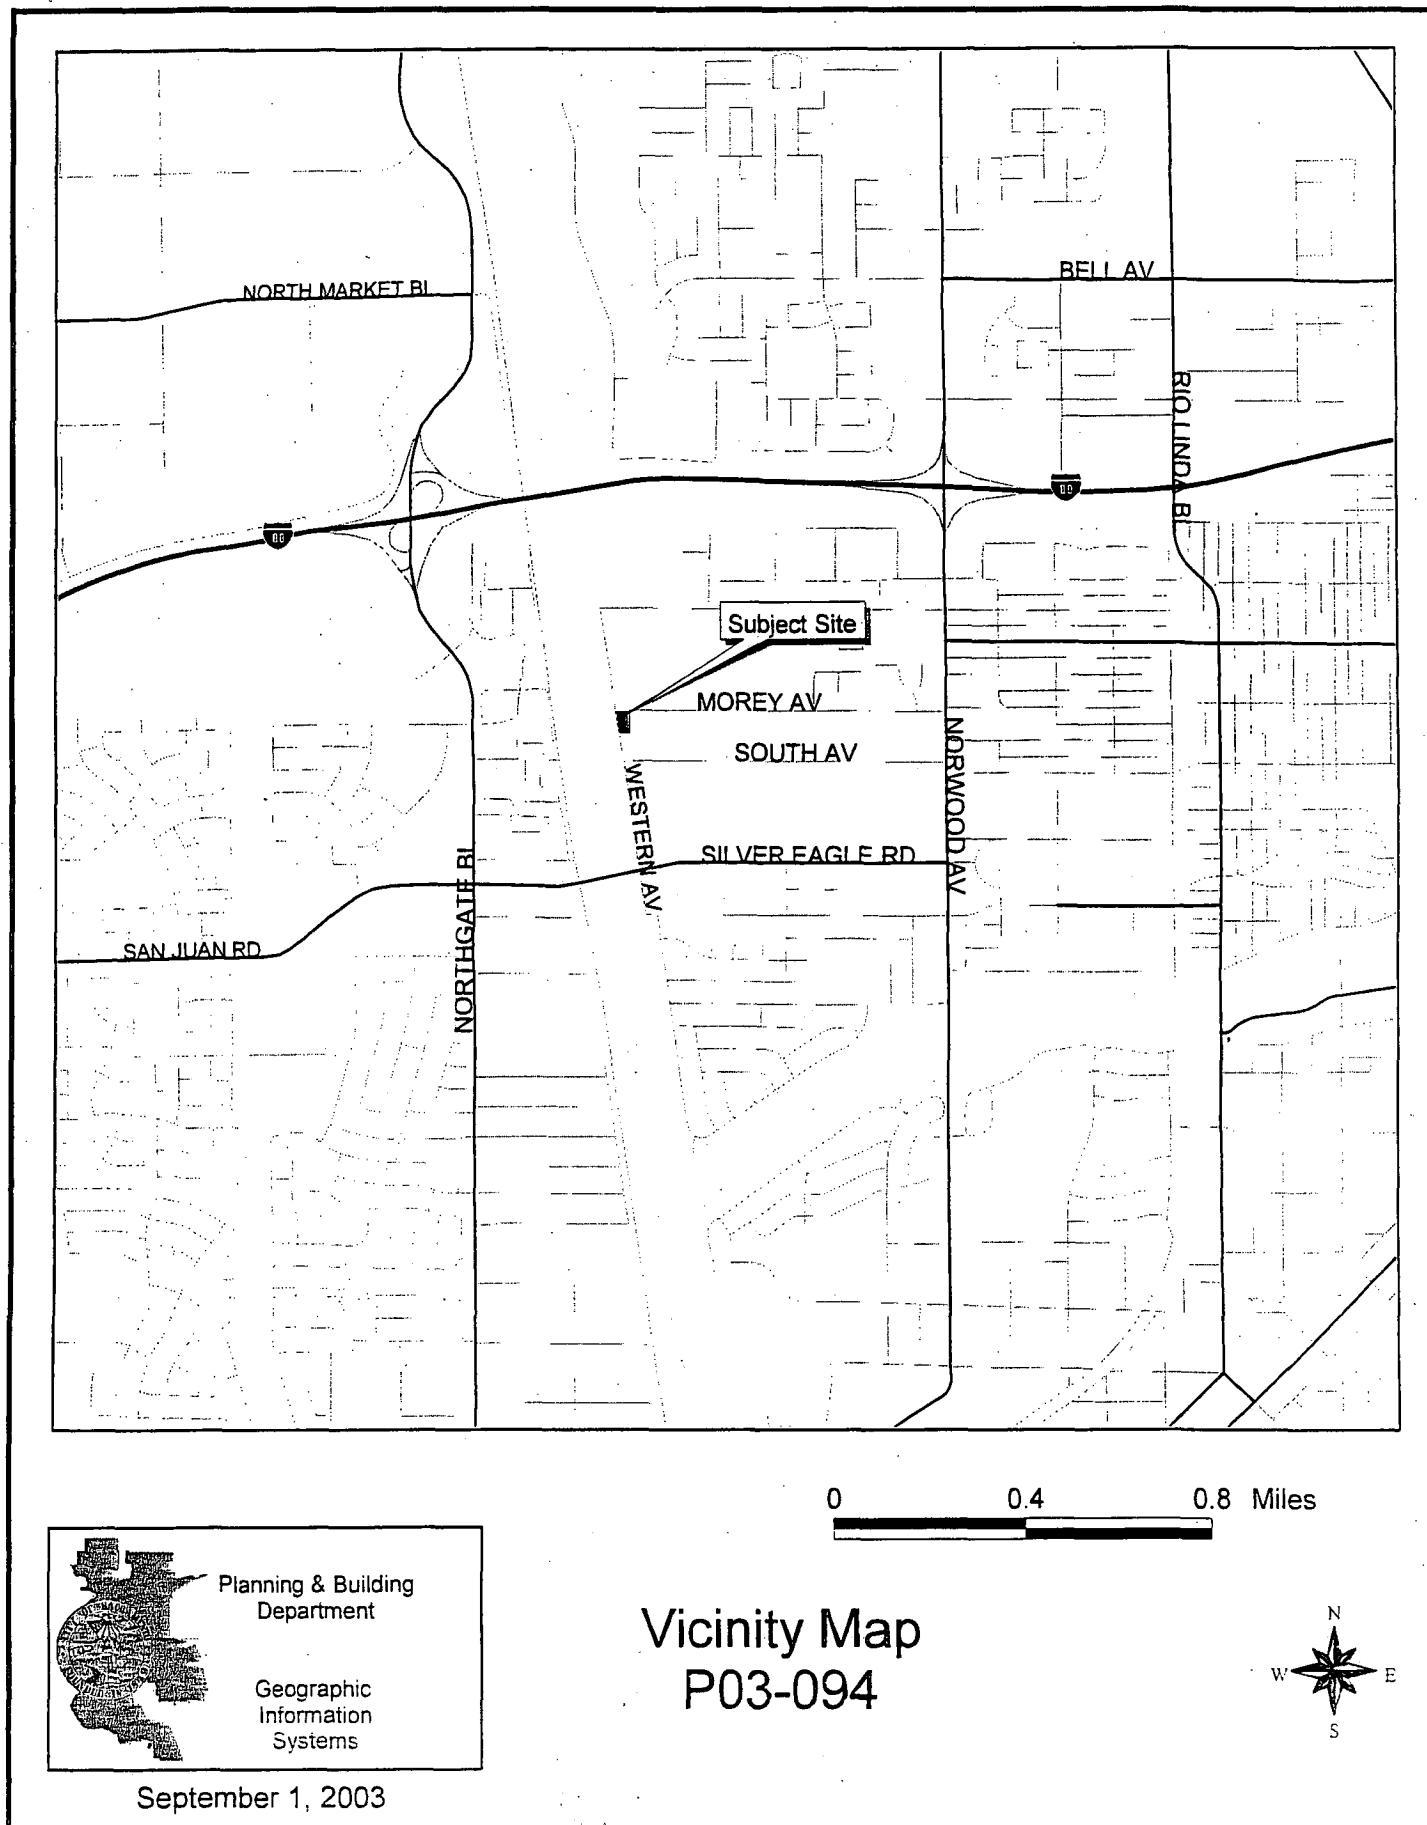 BELL AV
NORTH MARKET BL
RIO LINDA BL
Subject Site
MOREY AV
SOUTH AV
NORWOOD AV
WESTERN AV
SILVER EAGLE RD
NORTHGATE BL
SAN JUAN RD
0 0.4 0.8 Miles
Planning & Building
Department
Geographic
Information
Systems
Vicinity Map
P03-094
N
W E
S
September 1, 2003